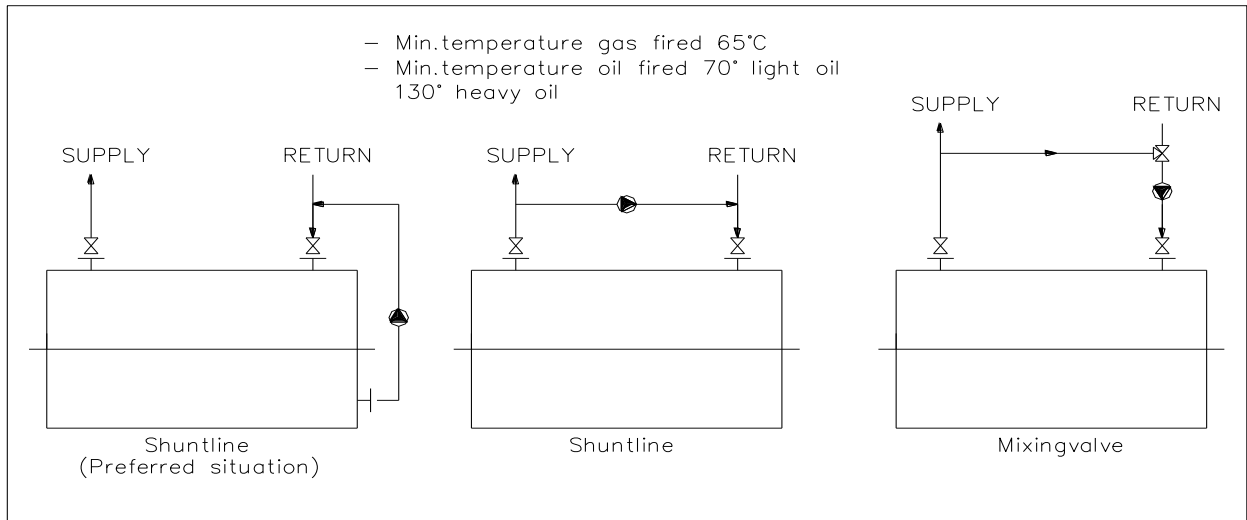 – Min.temperature gas fired 65°C
– Min.temperature oil fired 70° light oil
130° heavy oil
SUPPLY
RETURN
Shuntline
(Preferred situation)
SUPPLY
RETURN
Shuntline
SUPPLY
RETURN
Mixingvalve